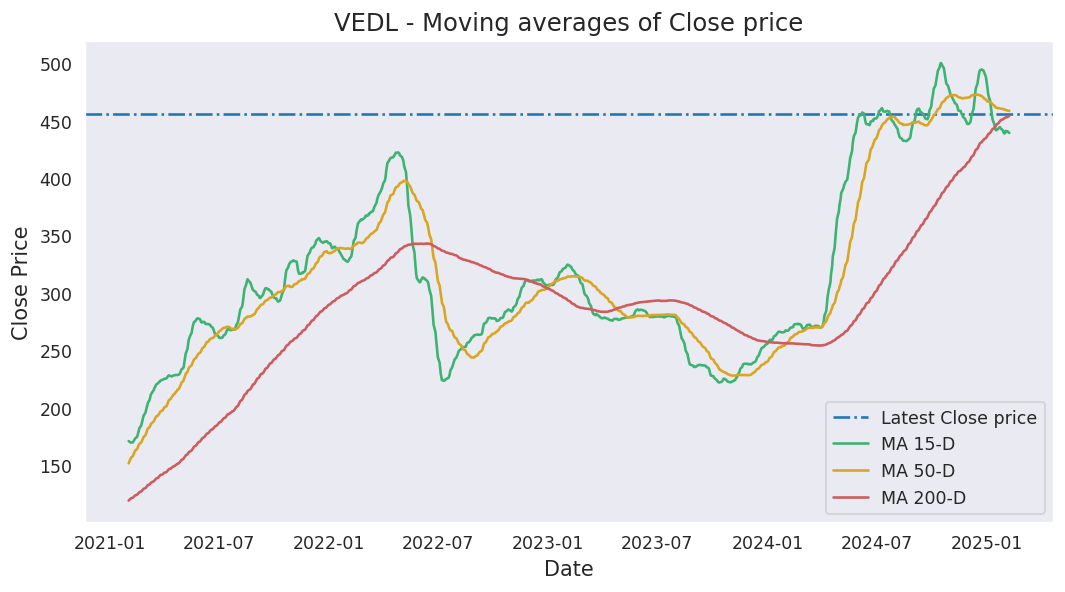 VEDL - Moving averages of Close price
Close Price
500
450
400
350
300
250
200
150
2021-01 2021-07 2022-01 2022-07 2023-01 2023-07 2024-01 2024-07 2025-01
Date
Latest Close price
MA 15-D
MA 50-D
MA 200-D